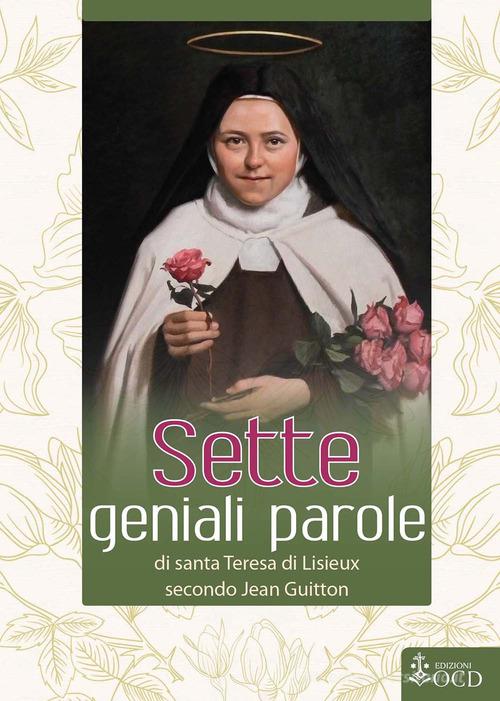 Sette
geniali parole
di santa Teresa di Lisieux
secondo Jean Guitton
EDIZIONI
OCD